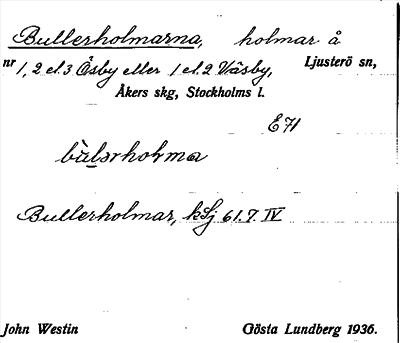 Bullerholmarna, holmar å
nr 1, 2 el. 3 Åsby eller 1 el. 2 Väsby, Ljusterö sn,
Åkers skg, Stockholms l.
E71
Bullerholmar, kSj 61.7 IV
John Westin Gösta Lundberg 1936.